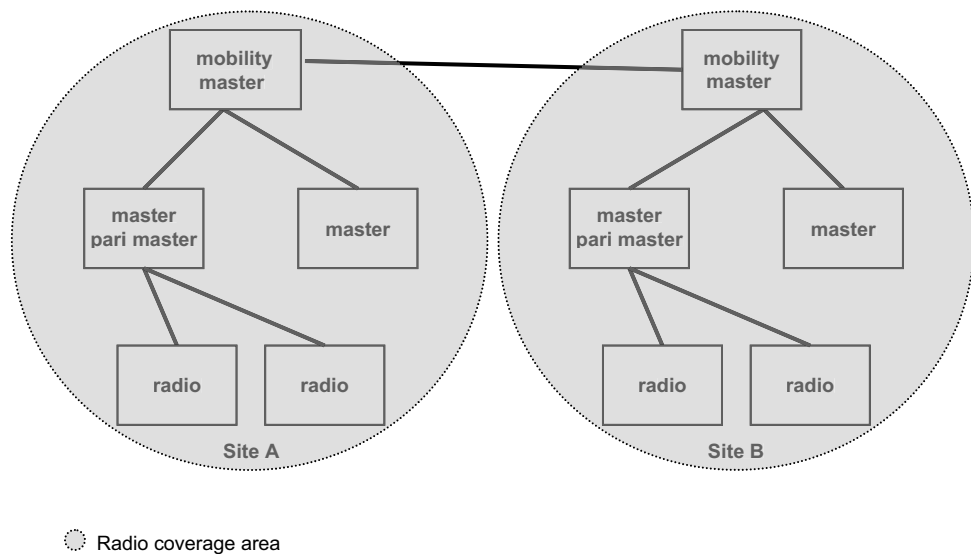 mobility
master
mobility
master
master
pari master
master
master
pari master
master
radio
radio
radio
radio
Site A
Site B
Radio coverage area